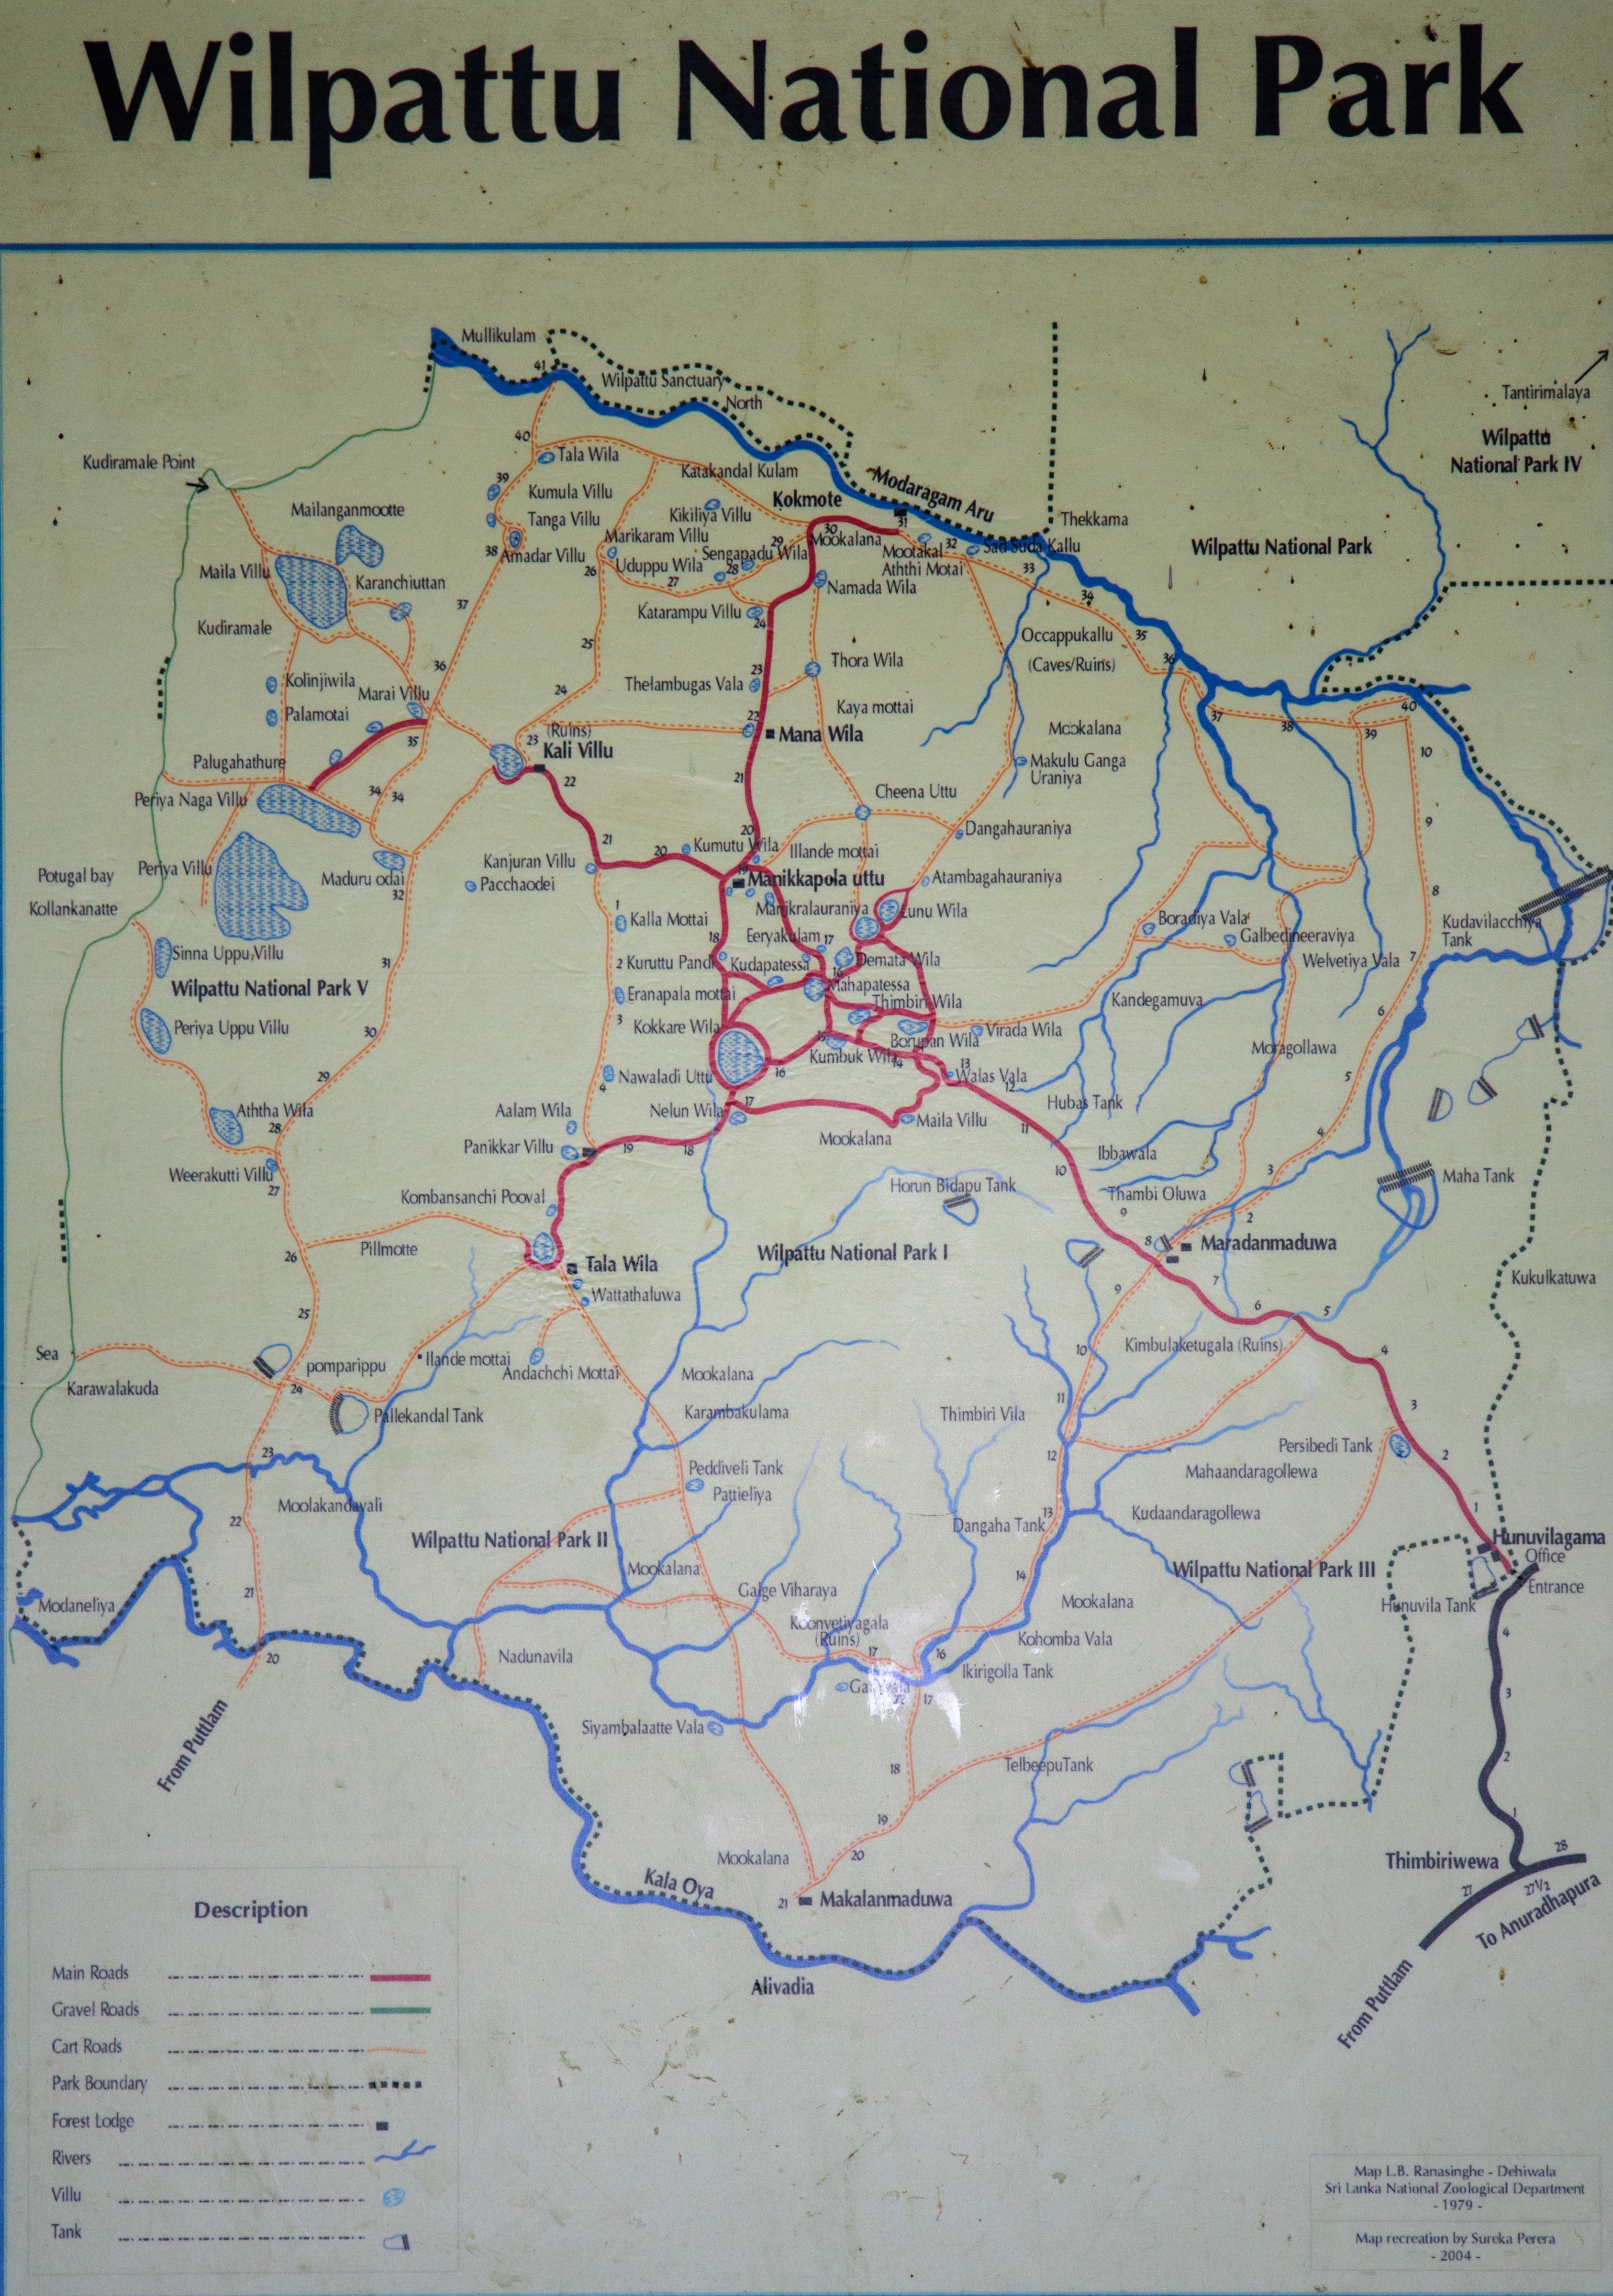 Wilpattu National Park
Mullikulam
41
Wilpattu Sanctuary
North
Tantirimalaya
Wilpattu
National Park IV
40
Tala Wila
Kudiramale Point
Katakandal Kulam
Modaragam Aru
39
Kumula Villu
Kokmote
Mailanganmootte
Kikiliya Villu
Tanga Villu
31
Thekkama
30
Mookalana
Marikaram Villu
29
38
Amadar Villu
Sengapadu Wila
Mootakal
32
Sad Suda Kallu
Wilpattu National Park
Uduppu Wila
28
Aththi Motai
33
Maila Villu
Karanchiuttan
26
27
Namada Wila
34
37
Katarampu Villu
24
Kudiramale
25
Occappukallu
35
(Caves/Ruins)
36
36
Thora Wila
23
Kolinjiwila
Marai Villu
24
Thelambugas Vala
Palamotai
Kaya mottai
22
37
38
39
40
35
23
(Ruins)
Mana Wila
Mookalana
Kali Villu
10
Palugahathure
22
21
Makulu Ganga
Uraniya
34
34
Periya Naga Villu
Cheena Uttu
9
20
Dangahauraniya
21
20
Kumutu Wila
Illande mottai
Potugal bay
Periya Villu
Maduru odai
Kanjuran Villu
19
Pacchaodei
Manikkapola uttu
Atambagahauraniya
32
8
Kollankanatte
1
Kalla Mottai
Manikralauraniya
Lunu Wila
Boradiya Vala
Kudavilacchiya
Tank
18
Eeryakulam
17
Galbedineeraviya
Sinna Uppu Villu
31
2
Kuruttu Pandi
Kudapatessa
16
Demata Wila
Welvetiya Vala
7
Wilpattu National Park V
Eranapala mottai
Mahapatessa
Thimbiri Wila
Kandegamuva
6
Periya Uppu Villu
30
3
Kokkare Wila
15
Borupan Wila
Virada Wila
Moragollawa
Kumbuk Wila
14
13
29
Nawaladi Uttu
16
Walas Vala
12
5
4
Aththa Wila
28
Aalam Wila
Nelun Wila
17
Maila Villu
Hubas Tank
11
4
Panikkar Villu
19
18
Mookalana
Ibbawala
10
3
Maha Tank
Weerakutti Villu
27
Kombansanchi Pooval
Horun Bidapu Tank
Thambi Oluwa
9
2
26
Pillmotte
Wilpattu National Park I
8
Maradanmaduwa
Tala Wila
7
Kukulkatuwa
Wattathaluwa
9
25
6
5
Sea
pomparippu
Ilande mottai
10
Kimbulaketugala (Ruins)
4
Andachchi Mottai
Mookalana
Karawalakuda
24
11
3
Pallekandal Tank
Karambakulama
Thimbiri Vila
23
12
Persibedi Tank
2
Peddiveli Tank
Mahaandaragollewa
Pattieliya
Moolakandavali
13
1
22
Kudaandaragollewa
Dangaha Tank
Wilpattu National Park II
Hunuvilagama
Office
Mookalana
14
Wilpattu National Park III
Entrance
21
Galge Viharaya
Modaneliya
Mookalana
Hunuvila Tank
Koonvetiyagala
(Ruins)
4
Kohomba Vala
20
Nadunavila
17
16
Ikirigolla Tank
17
3
From Puttlam
Siyambalaatte Vala
2
18
TelbeepuTank
1
19
Mookalana
20
28
Thimbiriwewa
Kala Oya
27
27½
21
Makalanmaduwa
To Anuradhapura
Alivadia
From Puttlam
Description
Main Roads
Gravel Roads
Cart Roads
Park Boundary
Forest Lodge
Rivers
Villu
Tank
Map L.B. Ranasinghe - Dehiwala
Sri Lanka National Zoological Department
- 1979 -
Map recreation by Sureka Perera
- 2004 -